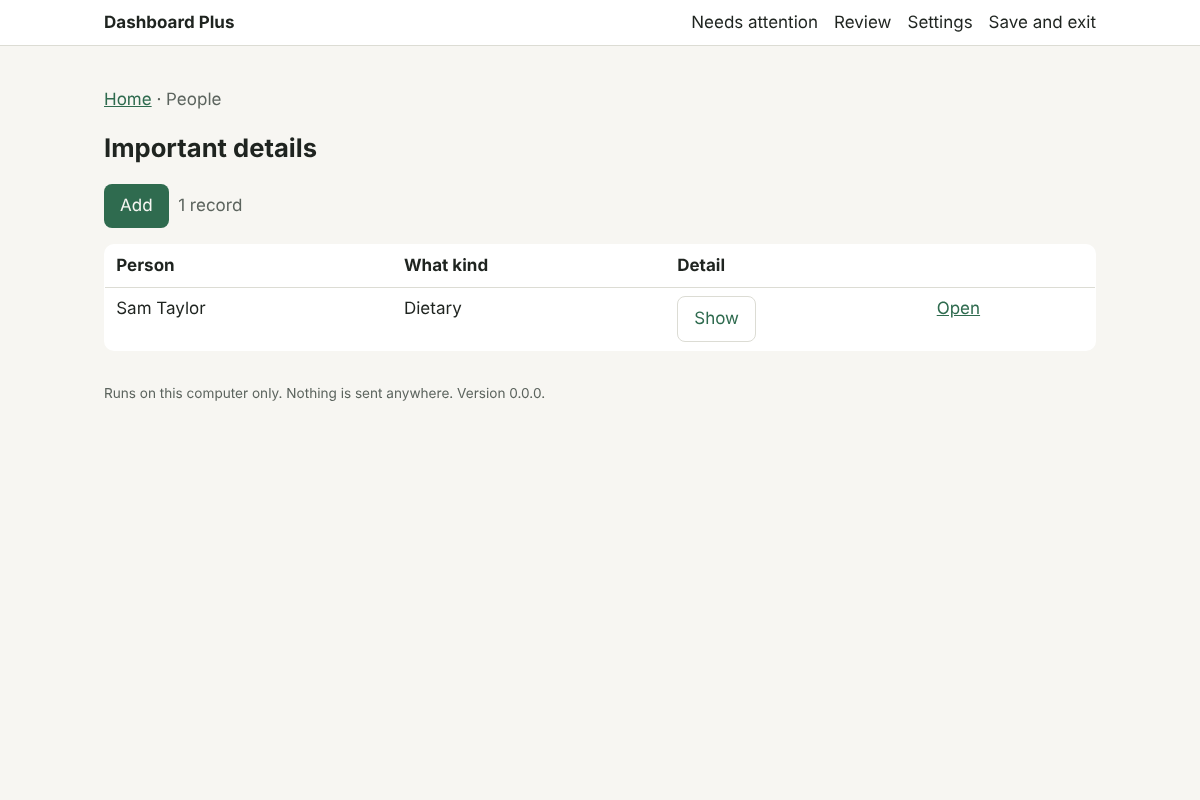 Dashboard Plus Needs attention Review Settings Save and exit
Home · People
Important details
Add 1 record
Person What kind Detail
Sam Taylor Dietary Show Open
Runs on this computer only. Nothing is sent anywhere. Version 0.0.0.